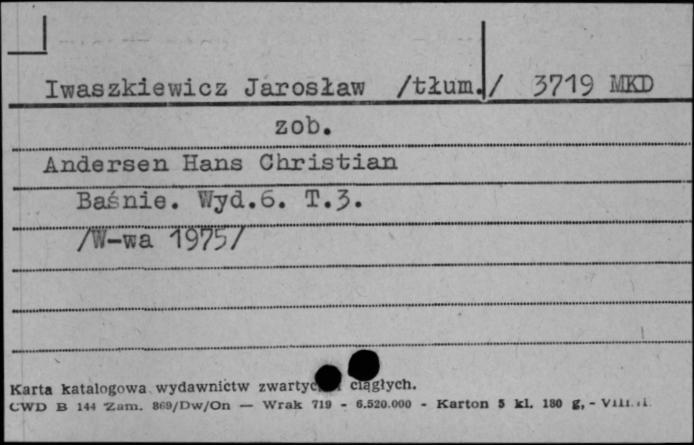 Iwaszkiewicz Jarosław /tłum./ 3719 MKD
zob.
Andersen Hans Christian
Baśnie. Wyd.6. T.3.
/W-wa 1975/
Karta katalogowa wydawnictw ciągłych.
CWD B 144 Zam. 869/Dw/On — Wrak 719 - 6.520.000 - Karton 5 kl. 180 g, -